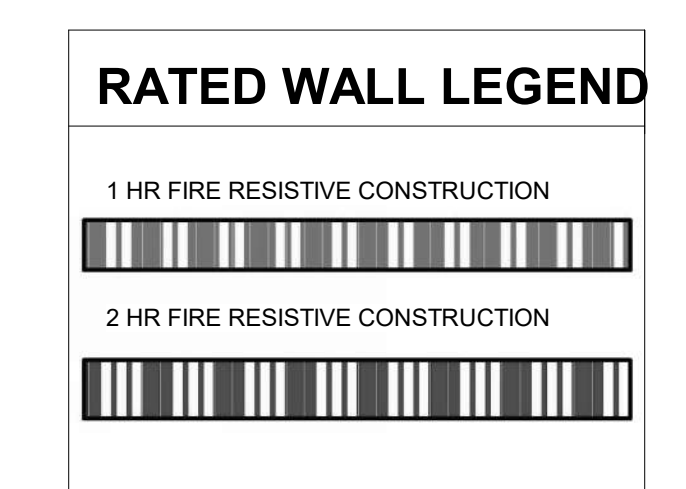 RATED WALL LEGEND
1 HR FIRE RESISTIVE CONSTRUCTION
2 HR FIRE RESISTIVE CONSTRUCTION